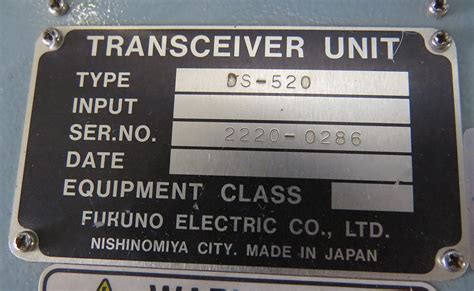 TRANSCEIVER UNIT
TYPE DS-520
INPUT
SER.NO. 2220-0286
DATE
EQUIPMENT CLASS
FURUNO ELECTRIC CO., LTD.
NISHINOMIYA CITY. MADE IN JAPAN